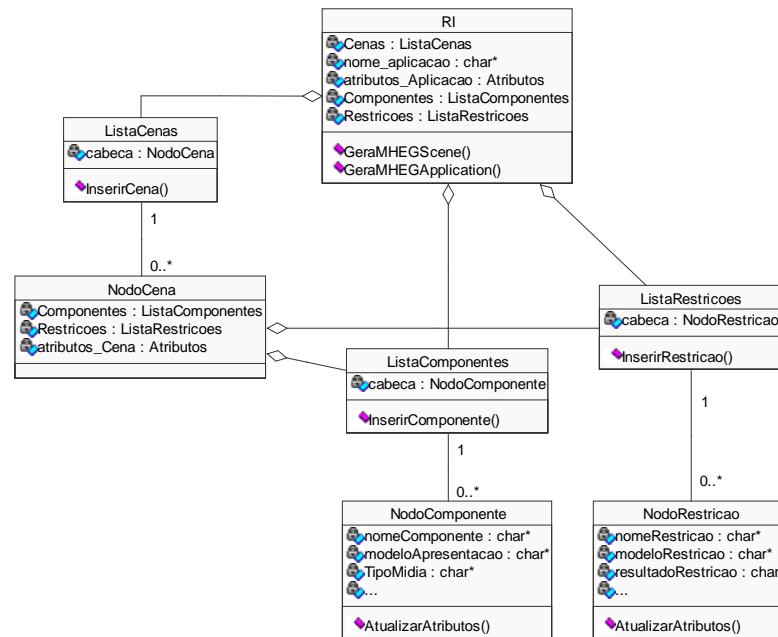 RI
Cenas : ListaCenas
nome_aplicacao : char*
atributos_Aplicacao : Atributos
Componentes : ListaComponentes
Restricoes : ListaRestricoes
GeraMHEGScene()
GeraMHEGApplication()
ListaCenas
cabeca : NodoCena
InserirCena()
1
0..*
NodoCena
Componentes : ListaComponentes
Restricoes : ListaRestricoes
atributos_Cena : Atributos
ListaRestricoes
cabeca : NodoRestricao
InserirRestricao()
1
0..*
ListaComponentes
cabeca : NodoComponente
InserirComponente()
1
0..*
NodoComponente
nomeComponente : char*
modeloApresentacao : char*
TipoMidia : char*
...
AtualizarAtributos()
NodoRestricao
nomeRestricao : char*
modeloRestricao : char*
resultadoRestricao : char
...
AtualizarAtributos()